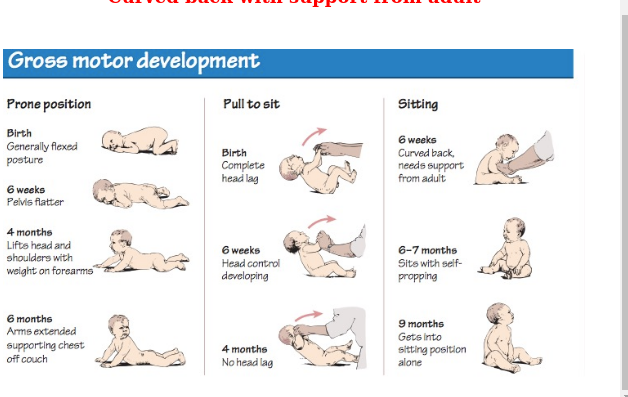 Curved back with support from adult
Gross motor development
Prone position
Birth
Generally flexed
posture
6 weeks
Pelvis flatter
4 months
Lifts head and
shoulders with
weight on forearms
6 months
Arms extended
supporting chest
off couch
Pull to sit
Birth
Complete
head lag
6 weeks
Head control
developing
4 months
No head lag
Sitting
6 weeks
Curved back,
needs support
from adult
6–7 months
Sits with self-
propping
9 months
Gets into
sitting position
alone